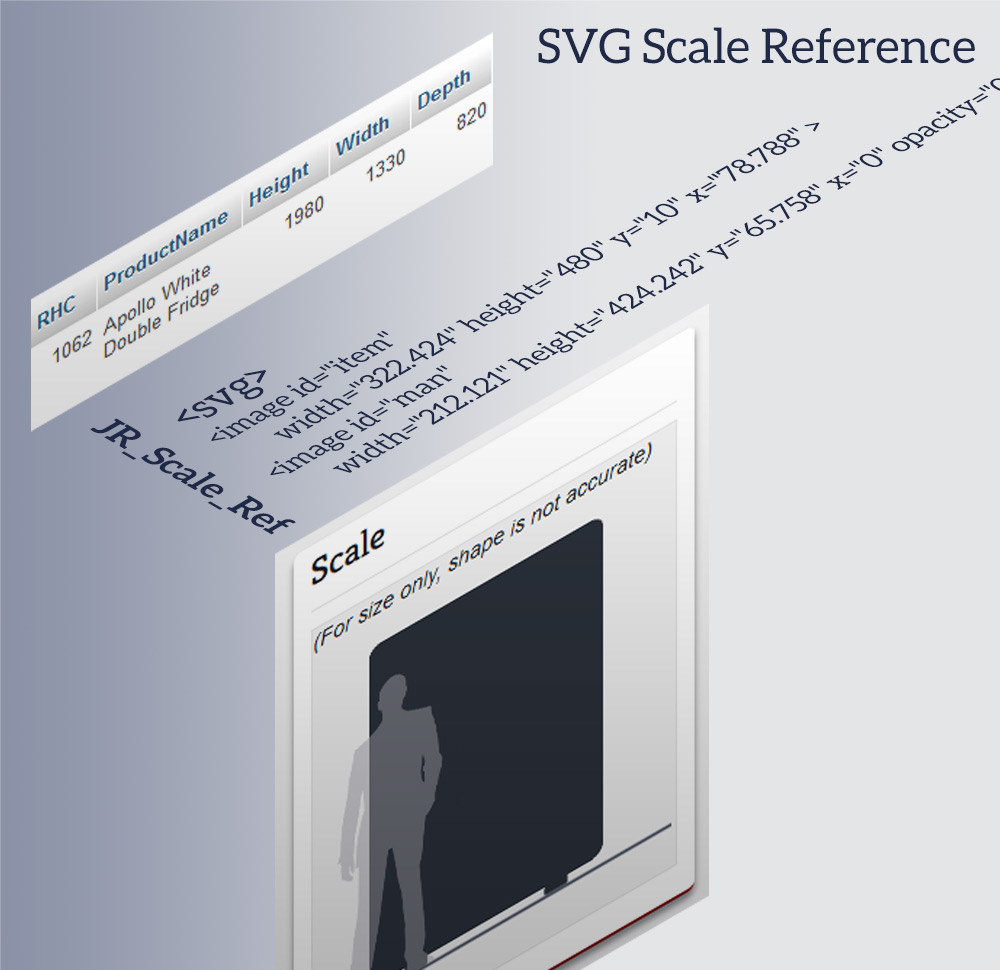 SVG Scale Reference
RHC ProductName Height Width Depth
1062 Apollo White 1980 1330 820
Double Fridge
JR_Scale_Ref
<svg>
<image id="item"
width="322.424" height="480" y="10" x="78.788" >
<image id="man"
width="212.121" height="424.242" y="65.758" x="0" opacity="0
Scale
(For size only, shape is not accurate)